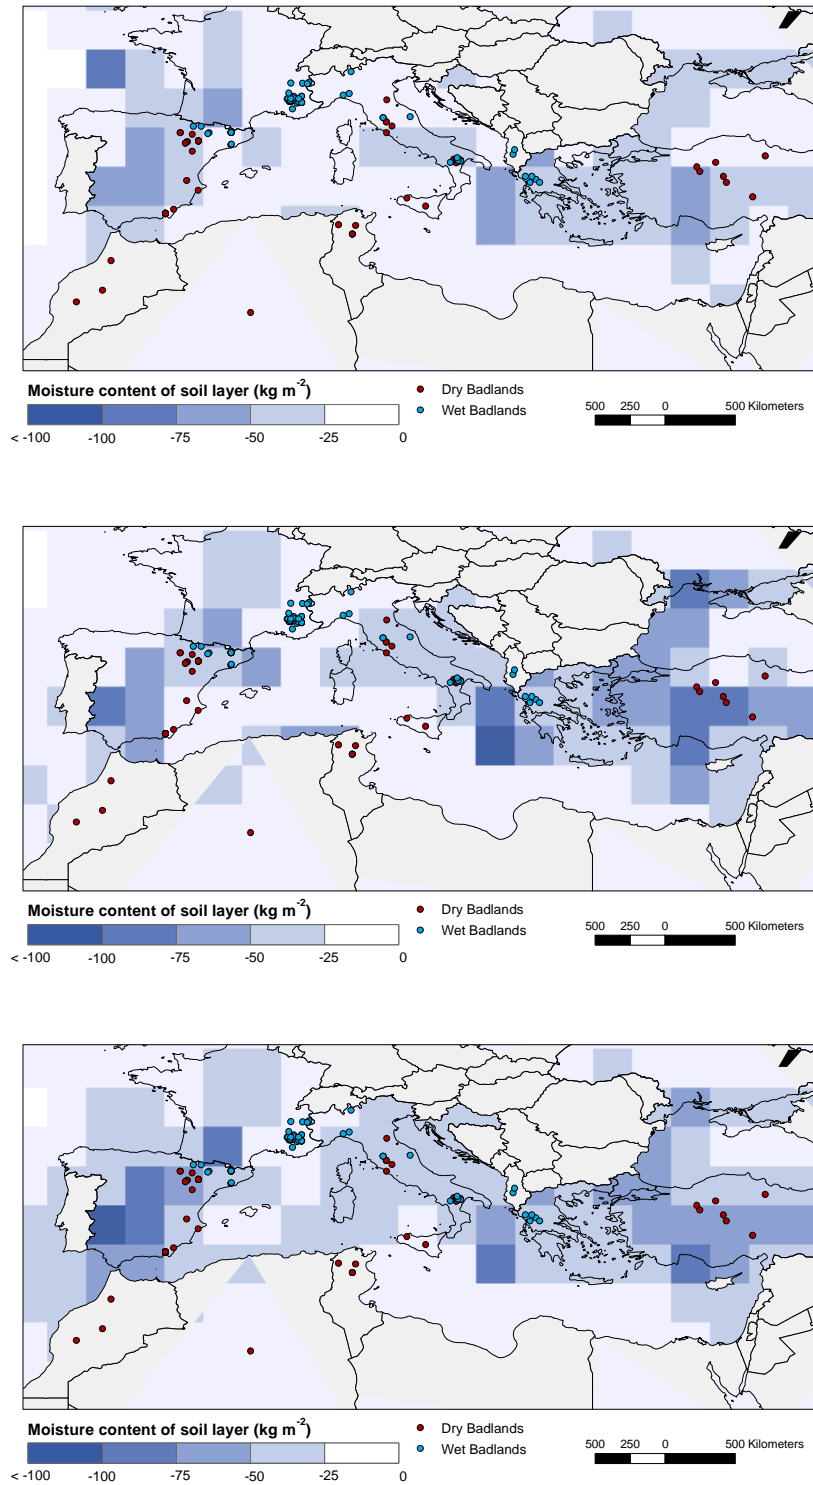 Moisture content of soil layer (kg m-2)
< -100 -100 -75 -50 -25 0
Dry Badlands
Wet Badlands
500 250 0 500 Kilometers
Moisture content of soil layer (kg m-2)
< -100 -100 -75 -50 -25 0
Dry Badlands
Wet Badlands
500 250 0 500 Kilometers
Moisture content of soil layer (kg m-2)
< -100 -100 -75 -50 -25 0
Dry Badlands
Wet Badlands
500 250 0 500 Kilometers